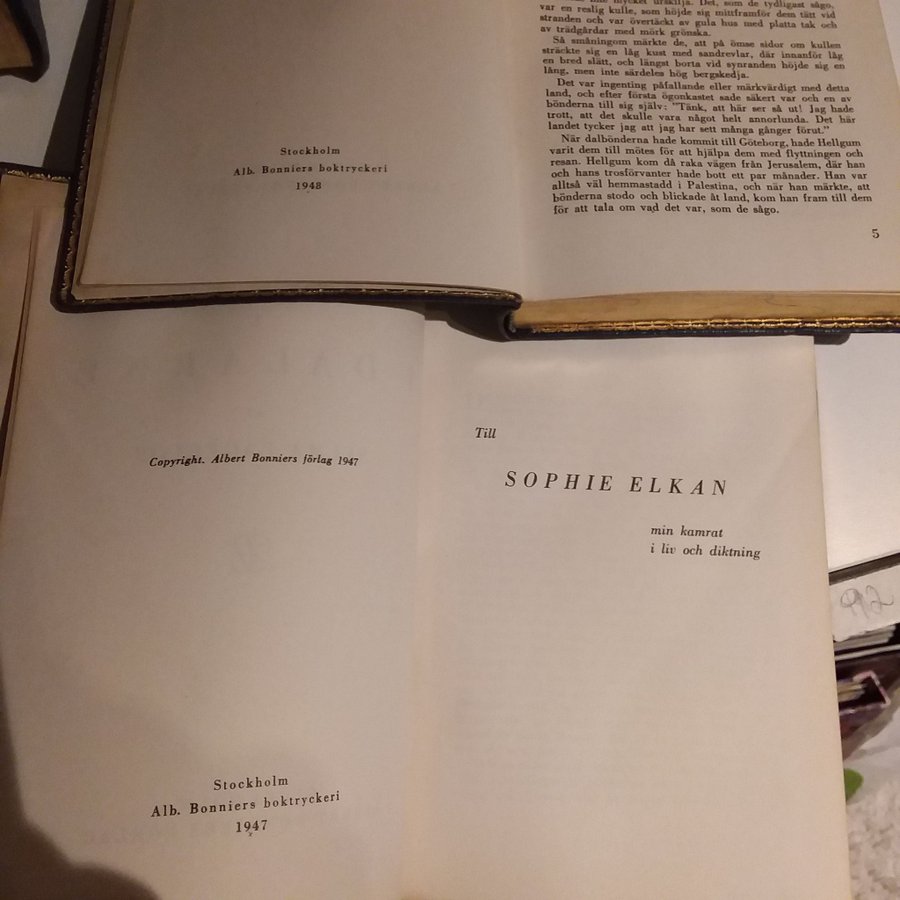 Stockholm
Alb. Bonniers boktryckeri
1948
mycket urskilja. Det, som de tydligast sågo,
var en reslig kulle, som höjde sig mittframför dem tätt vid
stranden och var övertäckt av gula hus med platta tak och
av trädgårdar med mörk grönska.
Så småningom märkte de, att på ömse sidor om kullen
sträckte sig en låg kust med sandrevlar, där innanför låg
en bred slätt, och längst borta vid synranden höjde sig en
lång, men inte särdeles hög bergskedja.
Det var ingenting påfallande eller märkvärdigt med detta
land, och efter första ögonkastet sade säkert var och en av
bönderna till sig själv: "Tänk, att här ser så ut! Jag hade
trott, att det skulle vara något helt annorlunda. Det här
landet tycker jag att jag har sett många gånger förut."
När dalbönderna hade kommit till Göteborg, hade Hellgum
varit dem till mötes för att hjälpa dem med flyttningen och
resan. Hellgum kom då raka vägen från Jerusalem, där han
och hans trosförvanter hade bott ett par månader. Han var
alltså väl hemmastadd i Palestina, och när han märkte, att
bönderna stodo och blickade åt land, kom han fram till dem
för att tala om vad det var, som de sågo.
5
Copyright. Albert Bonniers förlag 1947
Stockholm
Alb. Bonniers boktryckeri
1947
Till
SOPHIE ELKAN
min kamrat
i liv och diktning
992